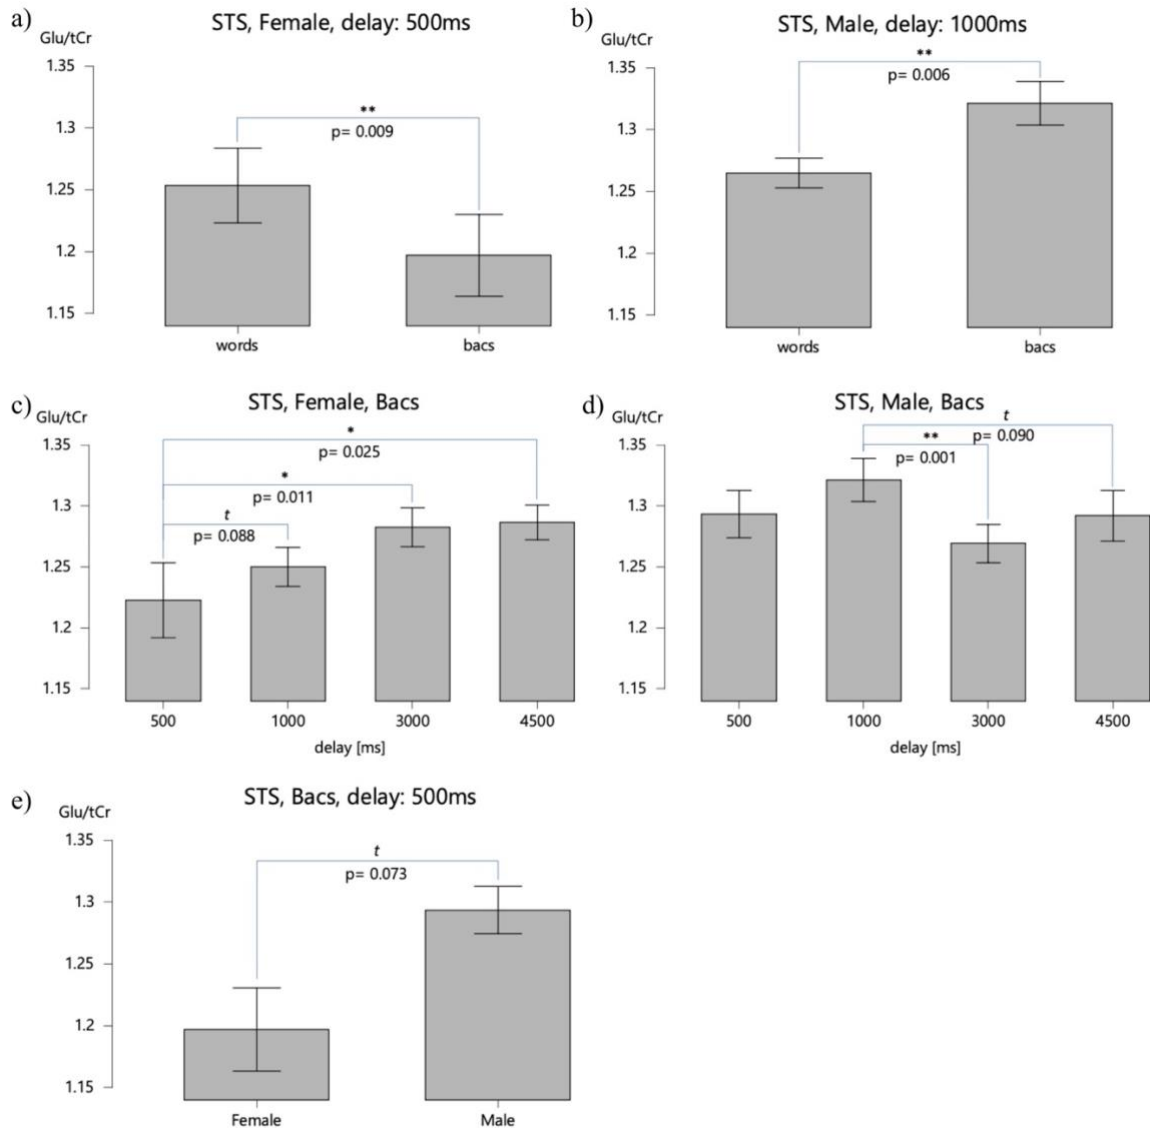 a)
STS, Female, delay: 500ms
Glu/tCr
1.35
1.3
1.25
1.2
1.15
**
p= 0.009
words
bacs
b)
STS, Male, delay: 1000ms
Glu/tCr
1.35
1.3
1.25
1.2
1.15
**
p= 0.006
words
bacs
c)
STS, Female, Bacs
Glu/tCr
1.35
1.3
1.25
1.2
1.15
*
p= 0.025
*
p= 0.011
t
p= 0.088
500
1000
3000
4500
delay [ms]
d)
STS, Male, Bacs
Glu/tCr
1.35
1.3
1.25
1.2
1.15
t
p= 0.090
**
p= 0.001
500
1000
3000
4500
delay [ms]
e)
STS, Bacs, delay: 500ms
Glu/tCr
1.35
1.3
1.25
1.2
1.15
t
p= 0.073
Female
Male